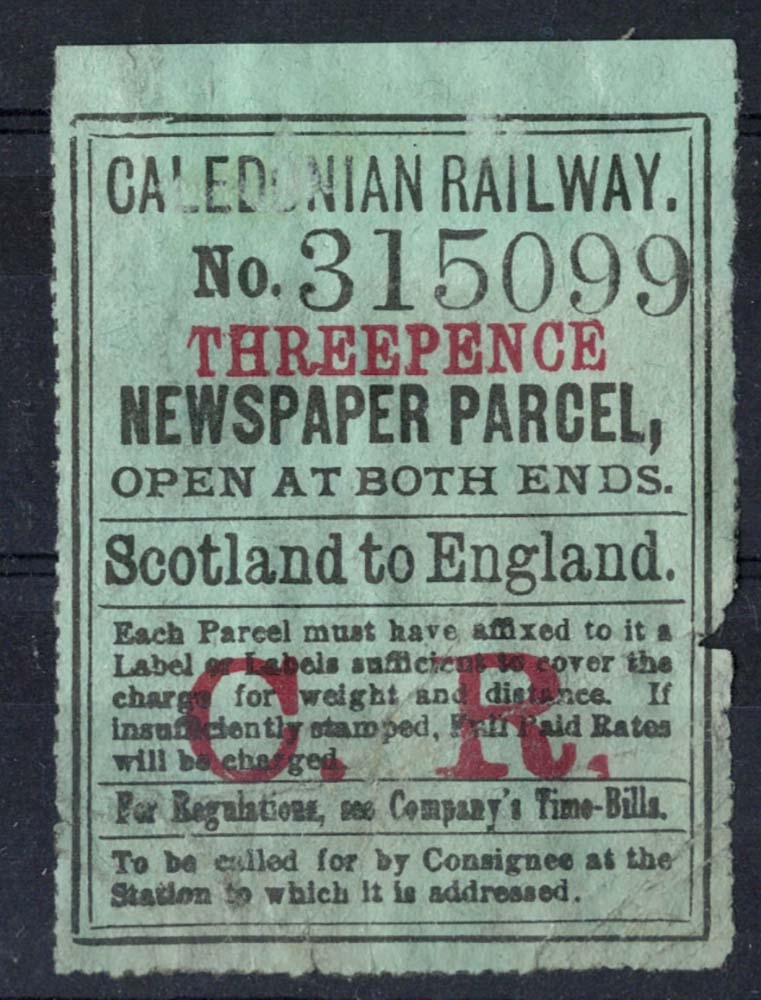 CALEDONIAN RAILWAY.
No. 315099
THREEPENCE
NEWSPAPER PARCEL,
OPEN AT BOTH ENDS.
Scotland to England.
Each Parcel must have affixed to it a
Label or Labels sufficient to cover the
charge for weight and distance. If
insufficiently stamped, Full Paid Rates
will be charged.
C. R.
For Regulations, see Company's Time-Bills.
To be called for by Consignee at the
Station to which it is addressed.